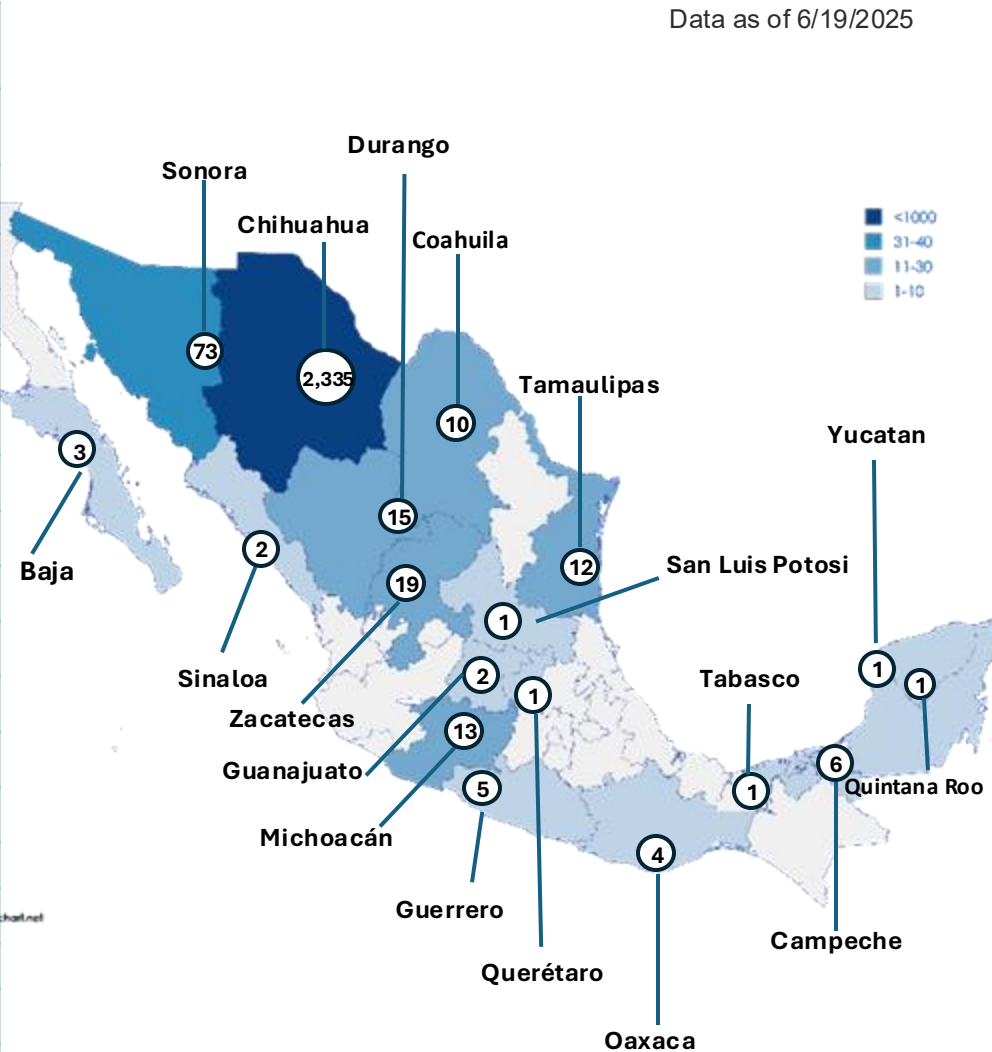 Data as of 6/19/2025
Durango
Sonora
Chihuahua
Coahuila
<1000
31-40
11-30
1-10
73
2,335
Tamaulipas
10
Yucatan
3
15
2
12
San Luis Potosi
Baja
19
1
Sinaloa
2
1
Tabasco
1
1
Zacatecas
13
Guanajuato
5
1
6
Quintana Roo
Michoacán
4
Guerrero
chart.net
Campeche
Querétaro
Oaxaca